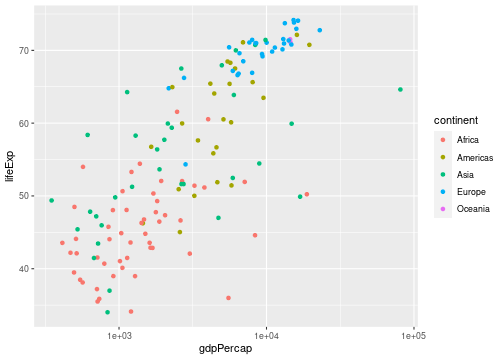 70
60
50
40
lifeExp
1e+03
1e+04
1e+05
gdpPercap
continent
Africa
Americas
Asia
Europe
Oceania